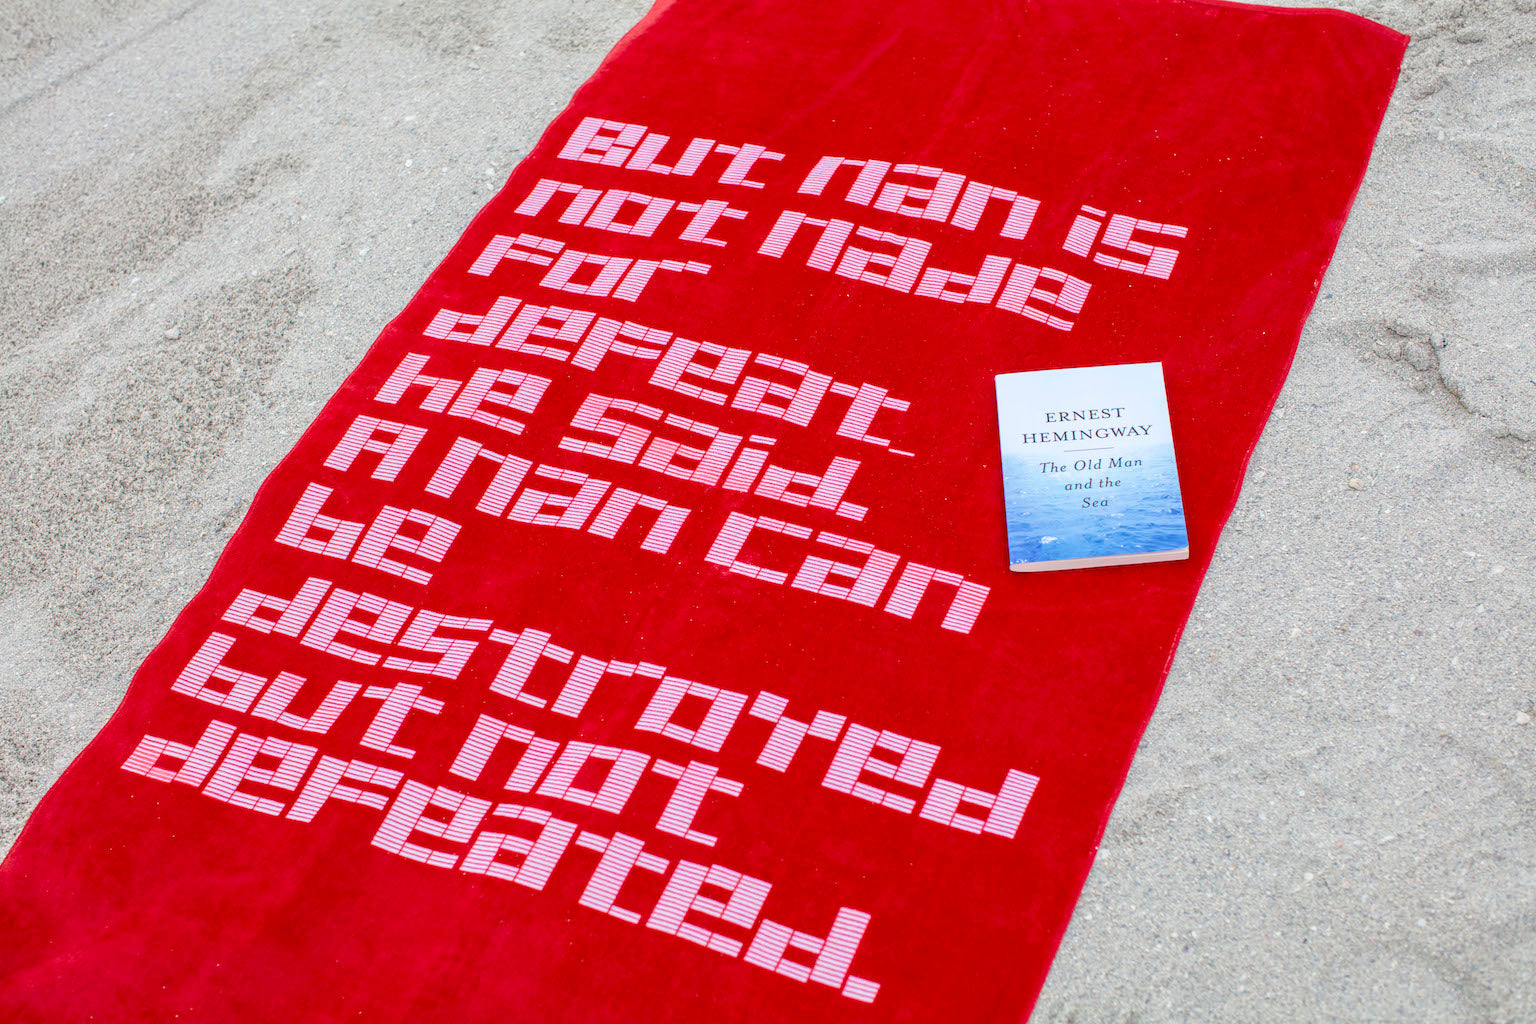 But man is
not made
for
defeat.
he said.
A man can
be
destroyed
but not
defeated.
ERNEST
HEMINGWAY
The Old Man
and the
Sea